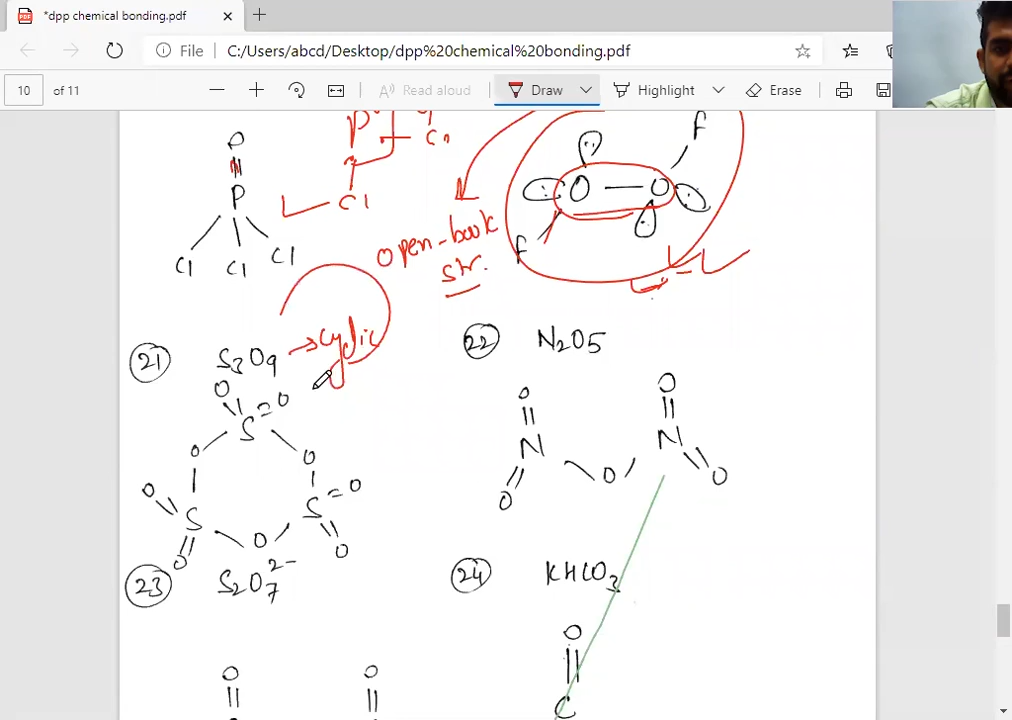 *dpp chemical bonding.pdf
File C:/Users/abcd/Desktop/dpp%20chemical%20bonding.pdf
10 of 11 Read aloud Draw Highlight Erase
P
P
Cl Cl Cl
P
Cl
open-book
str.
F
O — O
F
21 S3O9 → cyclic
O
S = O
O O
O S S = O
O O O
22 N2O5
O O
N N
O O O
23 S2O7 2-
O O
24 KHCO3
O
C